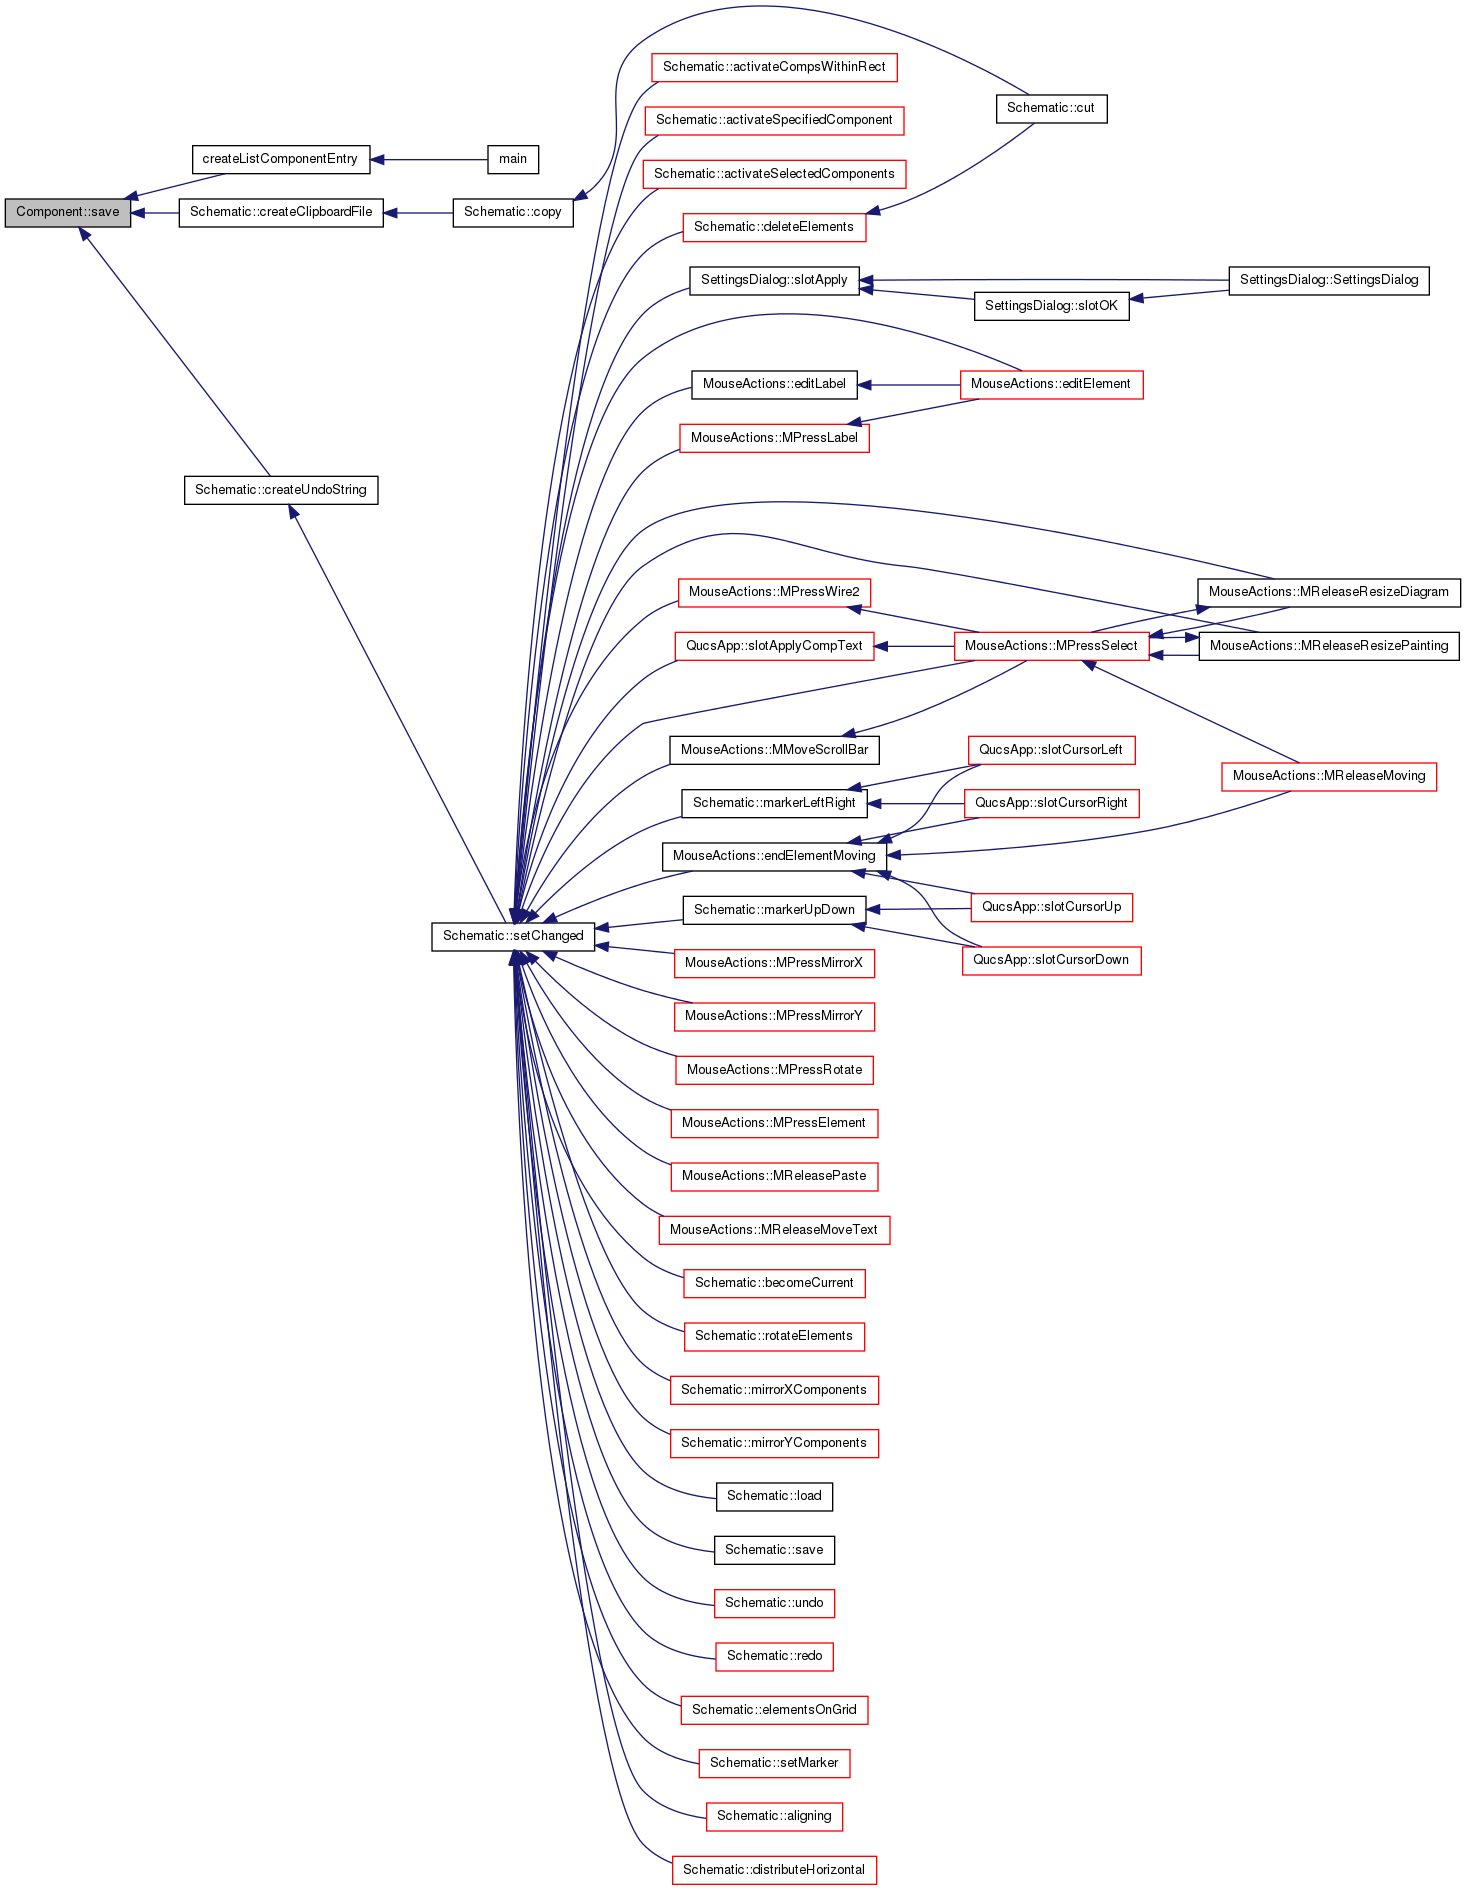 Component::save
createListComponentEntry
main
Schematic::createClipboardFile
Schematic::copy
Schematic::createUndoString
Schematic::setChanged
Schematic::activateCompsWithinRect
Schematic::activateSpecifiedComponent
Schematic::activateSelectedComponents
Schematic::deleteElements
Schematic::cut
SettingsDialog::slotApply
SettingsDialog::slotOK
SettingsDialog::SettingsDialog
MouseActions::editLabel
MouseActions::editElement
MouseActions::MPressLabel
MouseActions::MPressWire2
QucsApp::slotApplyCompText
MouseActions::MPressSelect
MouseActions::MReleaseResizeDiagram
MouseActions::MReleaseResizePainting
MouseActions::MReleaseMoving
MouseActions::MMoveScrollBar
Schematic::markerLeftRight
MouseActions::endElementMoving
QucsApp::slotCursorLeft
QucsApp::slotCursorRight
Schematic::markerUpDown
QucsApp::slotCursorUp
QucsApp::slotCursorDown
MouseActions::MPressMirrorX
MouseActions::MPressMirrorY
MouseActions::MPressRotate
MouseActions::MPressElement
MouseActions::MReleasePaste
MouseActions::MReleaseMoveText
Schematic::becomeCurrent
Schematic::rotateElements
Schematic::mirrorXComponents
Schematic::mirrorYComponents
Schematic::load
Schematic::save
Schematic::undo
Schematic::redo
Schematic::elementsOnGrid
Schematic::setMarker
Schematic::aligning
Schematic::distributeHorizontal